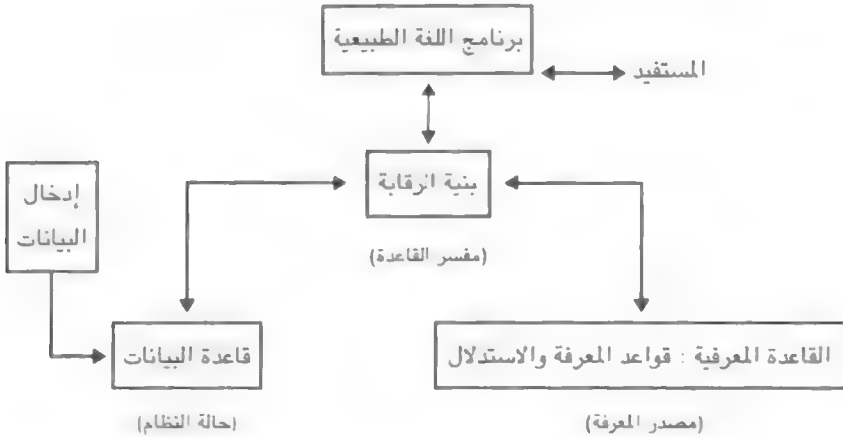 برنامج اللغة الطبيعية
المستفيد
بنية الرقابة
(مفسر القاعدة)
إدخال
البيانات
القاعدة المعرفية : قواعد المعرفة والاستدلال
(مصدر المعرفة)
قاعدة البيانات
(حالة النظام)